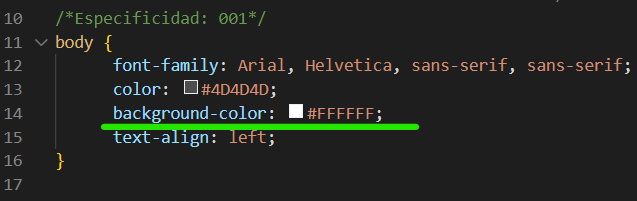 10 /*Especificidad: 001*/
11 body {
12 font-family: Arial, Helvetica, sans-serif, sans-serif;
13 color: #4D4D4D;
14 background-color: #FFFFFF;
15 text-align: left;
16 }
17